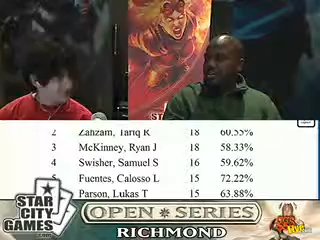 2 Zahzam, Tariq R 18 60.55%
3 McKinney, Ryan J 18 58.33%
4 Swisher, Samuel S 16 59.62%
5 Fuentes, Calosso L 15 72.22%
Parson, Lukas T 15 63.88%
STAR
CITY
GAMES
.COM
OPEN SERIES
RICHMOND